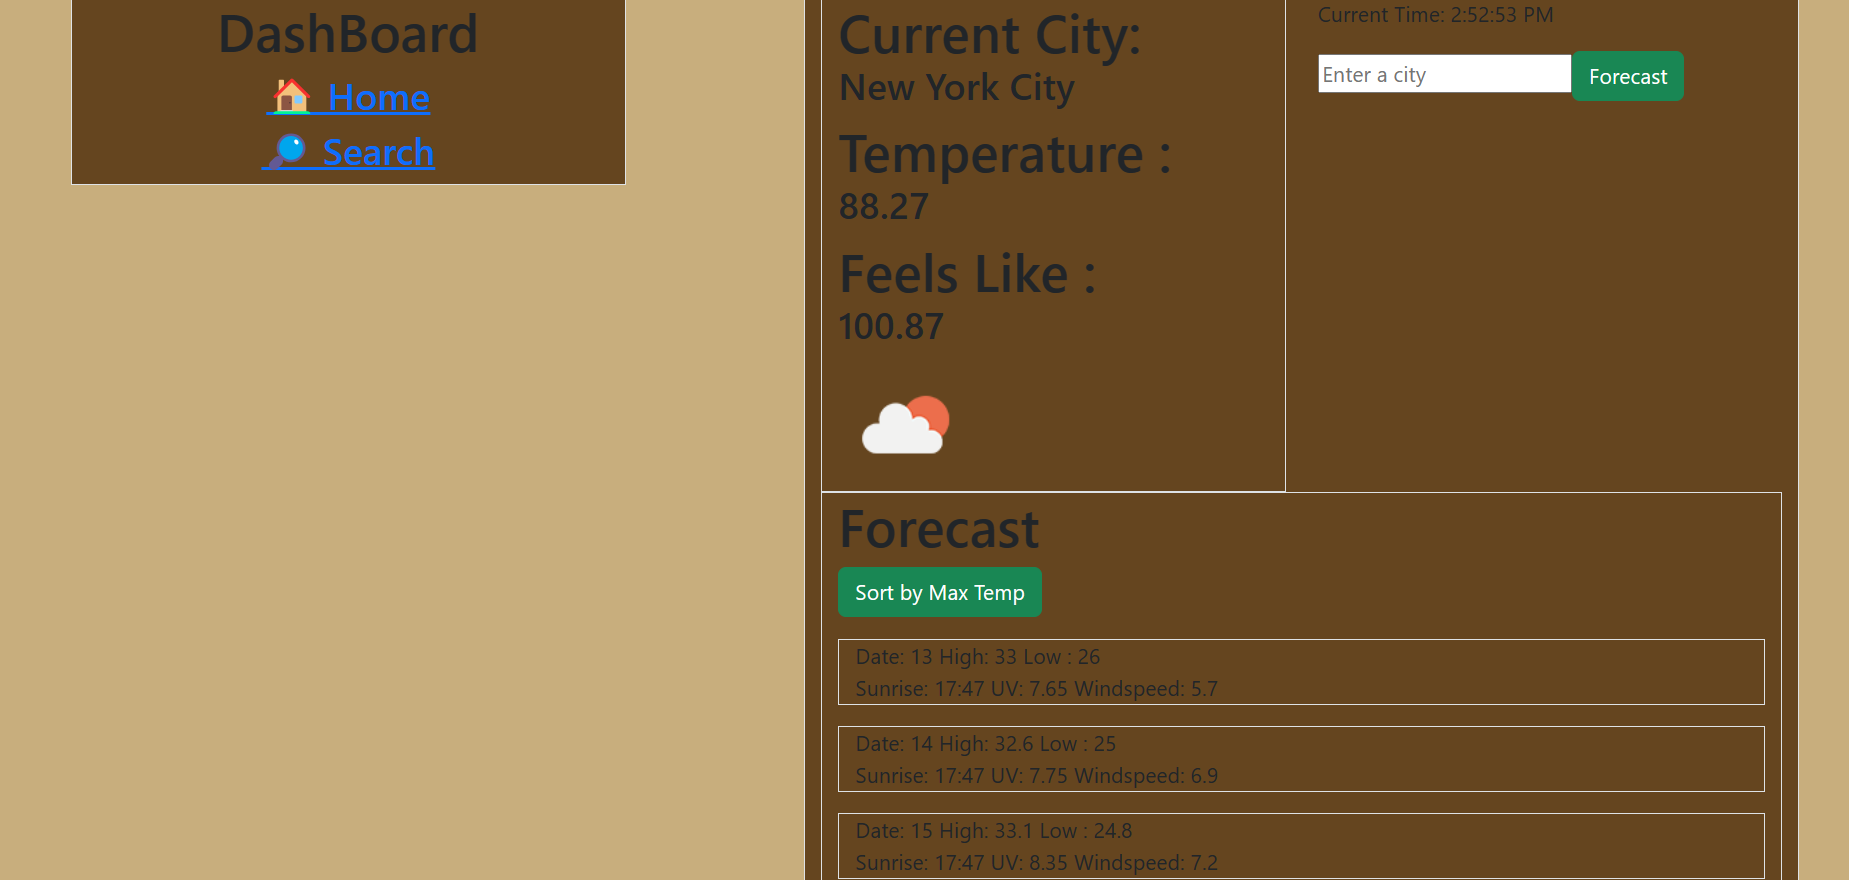 DashBoard
Home
Search
Current City:
New York City
Temperature :
88.27
Feels Like :
100.87
Current Time: 2:52:53 PM
Enter a city
Forecast
Forecast
Sort by Max Temp
Date: 13 High: 33 Low : 26
Sunrise: 17:47 UV: 7.65 Windspeed: 5.7
Date: 14 High: 32.6 Low : 25
Sunrise: 17:47 UV: 7.75 Windspeed: 6.9
Date: 15 High: 33.1 Low : 24.8
Sunrise: 17:47 UV: 8.35 Windspeed: 7.2